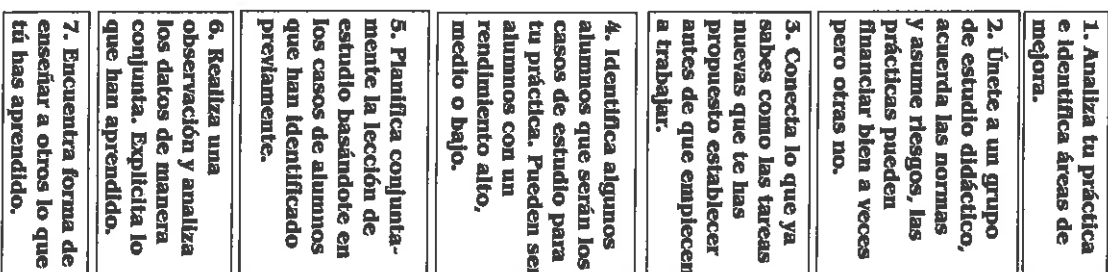 1. Analiza tu práctica
e identifica áreas de
mejora.
2. Únete a un grupo
de estudio didáctico,
acuerda las normas
y asume riesgos, las
prácticas pueden
financiar bien a veces
pero otras no.
3. Conecta lo que ya
sabes como las tareas
nuevas que te has
propuesto establecer
antes de que empiecen
a trabajar.
4. Identifica algunos
alumnos que serán los
casos de estudio para
tu práctica. Pueden ser
alumnos con un
rendimiento alto,
medio o bajo.
5. Planifica conjunta-
mente la lección de
estudio basándote en
los casos de alumnos
que han identificado
previamente.
6. Realiza una
observación y analiza
los datos de manera
conjunta. Explicita lo
que han aprendido.
7. Encuentra forma de
enseñar a otros lo que
tú has aprendido.